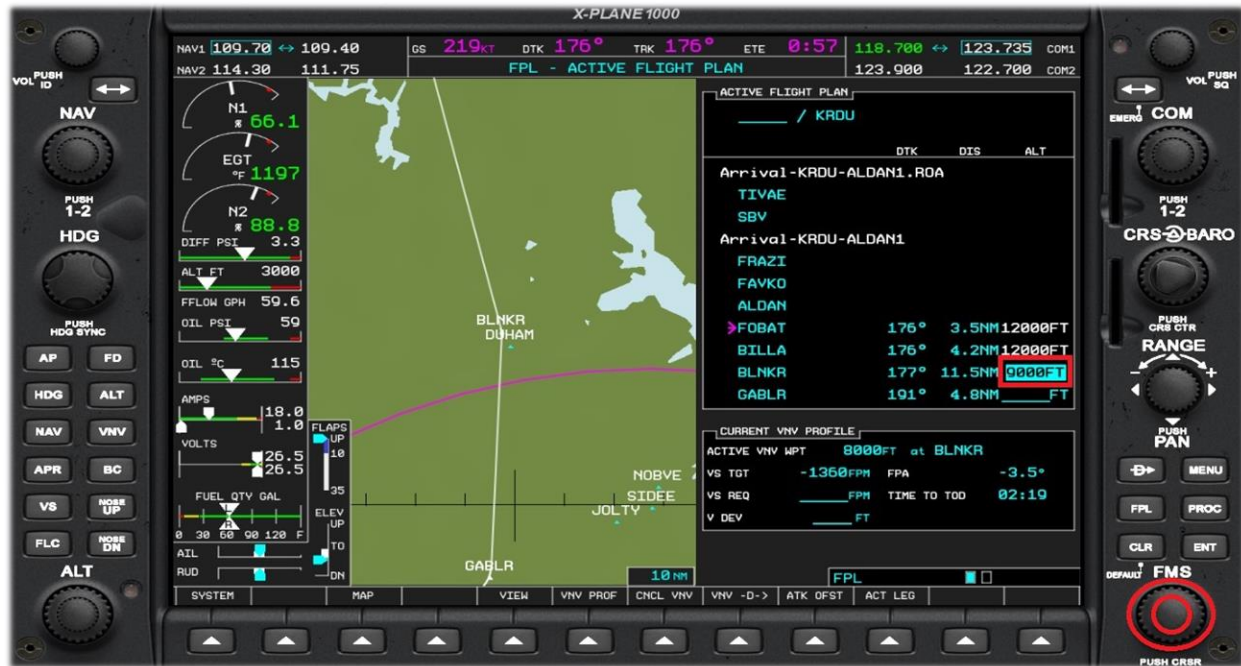 X-PLANE 1000
NAV1 109.70 ↔ 109.40
NAV2 114.30 111.75
GS 219KT DTK 176° TRK 176° ETE 0:57
FPL - ACTIVE FLIGHT PLAN
118.700 ↔ 123.735 COM1
123.900 122.700 COM2
VOL PUSH ID
NAV
PUSH 1-2
HDG
PUSH HDG SYNC
AP FD
HDG ALT
NAV VNV
APR BC
VS NOSE UP
FLC NOSE DN
ALT
N1 % 66.1
EGT °F 1197
N2 % 88.8
DIFF PSI 3.3
ALT FT 3000
FFLOW GPH 59.6
OIL PSI 59
OIL ºC 115
AMPS
18.0
1.0
VOLTS
26.5
26.5
FUEL QTY GAL
L
R
0 30 60 90 120 F
AIL
RUD
FLAPS
UP
10
35
ELEV
UP
TO
DN
BLNKR
DUHAM
NOBVE
SIDEE
JOLTY
GABLR
10 NM
ACTIVE FLIGHT PLAN
_____ / KRDU
DTK DIS ALT
Arrival-KRDU-ALDAN1.ROA
TIVAE
SBV
Arrival-KRDU-ALDAN1
FRAZI
FAVKO
ALDAN
FOBAT 176° 3.5NM 12000FT
BILLA 176° 4.2NM 12000FT
BLNKR 177° 11.5NM 9000FT
GABLR 191° 4.8NM _____FT
CURRENT VNV PROFILE
ACTIVE VNV WPT 8000FT at BLNKR
VS TGT -1360FPM FPA -3.5°
VS REQ _____FPM TIME TO TOD 02:19
V DEV _____FT
FPL
SYSTEM MAP VIEW VNV PROF CNCL VNV VNV -D-> ATK OFST ACT LEG
VOL PUSH SQ
EMERG COM
PUSH 1-2
CRS BARO
PUSH CRS CTR
RANGE
- +
PUSH PAN
D MENU
FPL PROC
CLR ENT
DEFAULT FMS
PUSH CRSR